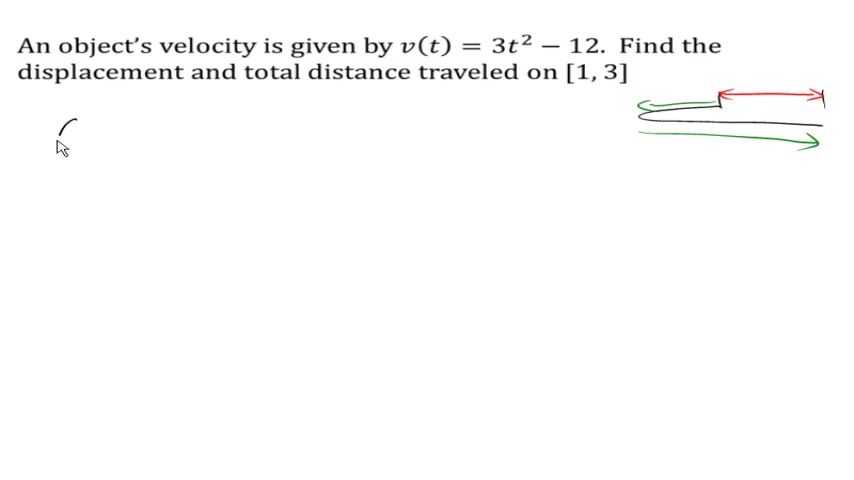 An object's velocity is given by v(t) = 3t² − 12. Find the
displacement and total distance traveled on [1, 3]